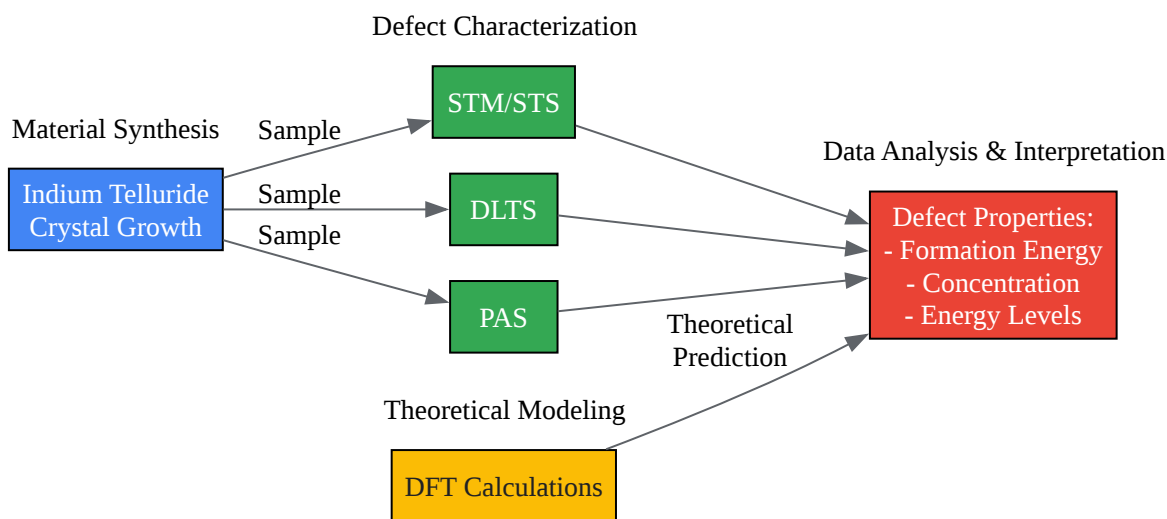 Defect Characterization
STM/STS
Material Synthesis
Sample
Indium Telluride
Crystal Growth
Sample
DLTS
Sample
PAS
Data Analysis & Interpretation
Defect Properties:
- Formation Energy
- Concentration
- Energy Levels
Theoretical
Prediction
Theoretical Modeling
DFT Calculations